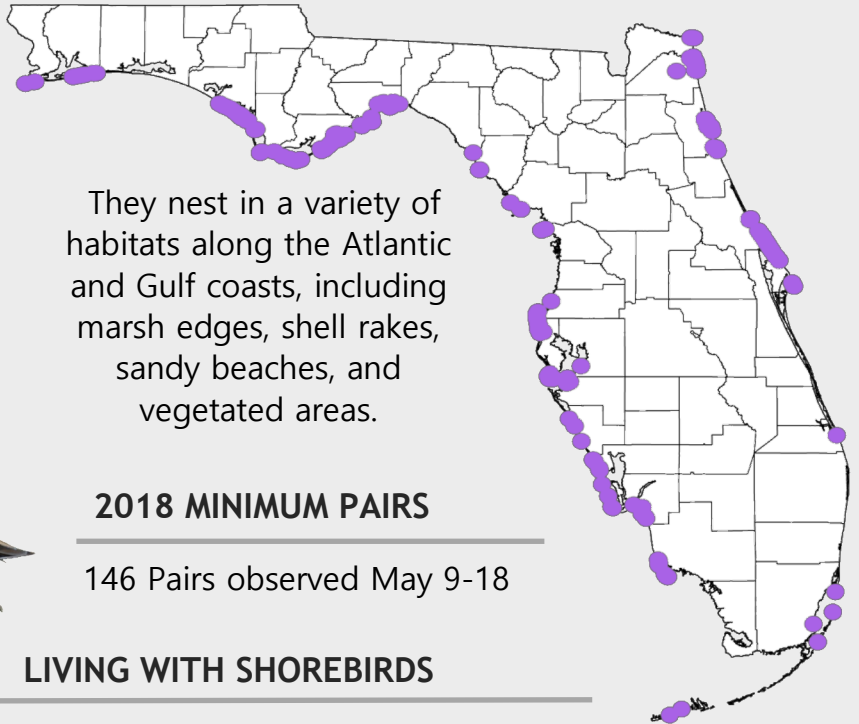 They nest in a variety of
habitats along the Atlantic
and Gulf coasts, including
marsh edges, shell rakes,
sandy beaches, and
vegetated areas.
2018 MINIMUM PAIRS
146 Pairs observed May 9-18
LIVING WITH SHOREBIRDS